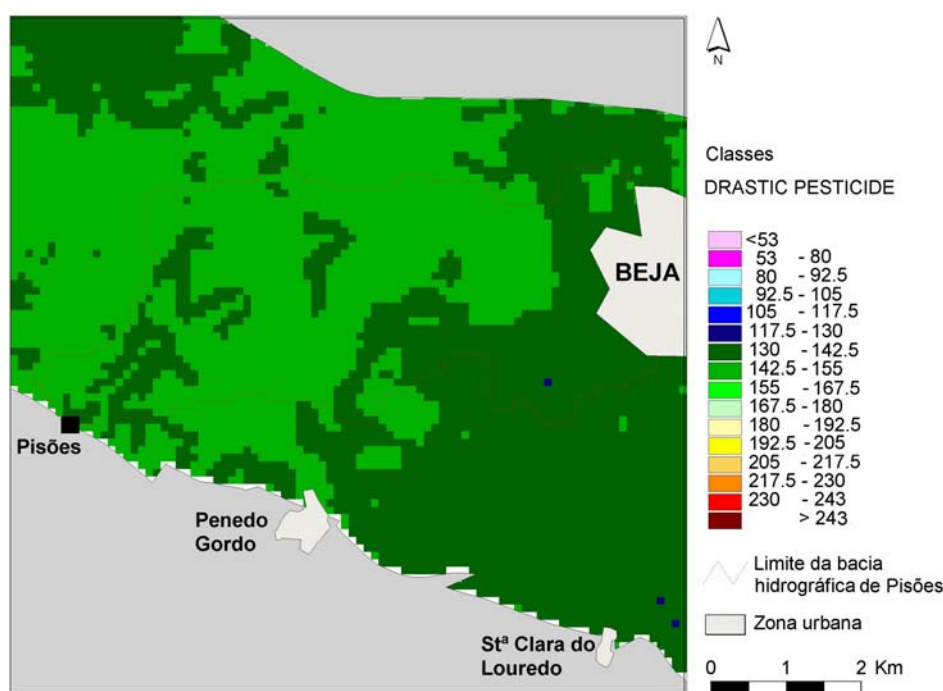 N
Classes
DRASTIC PESTICIDE
<53
53 - 80
80 - 92.5
92.5 - 105
105 - 117.5
117.5 - 130
130 - 142.5
142.5 - 155
155 - 167.5
167.5 - 180
180 - 192.5
192.5 - 205
205 - 217.5
217.5 - 230
230 - 243
> 243
Limite da bacia
hidrográfica de Pisões
Zona urbana
0 1 2 Km
BEJA
Pisões
Penedo
Gordo
Stª Clara do
Louredo